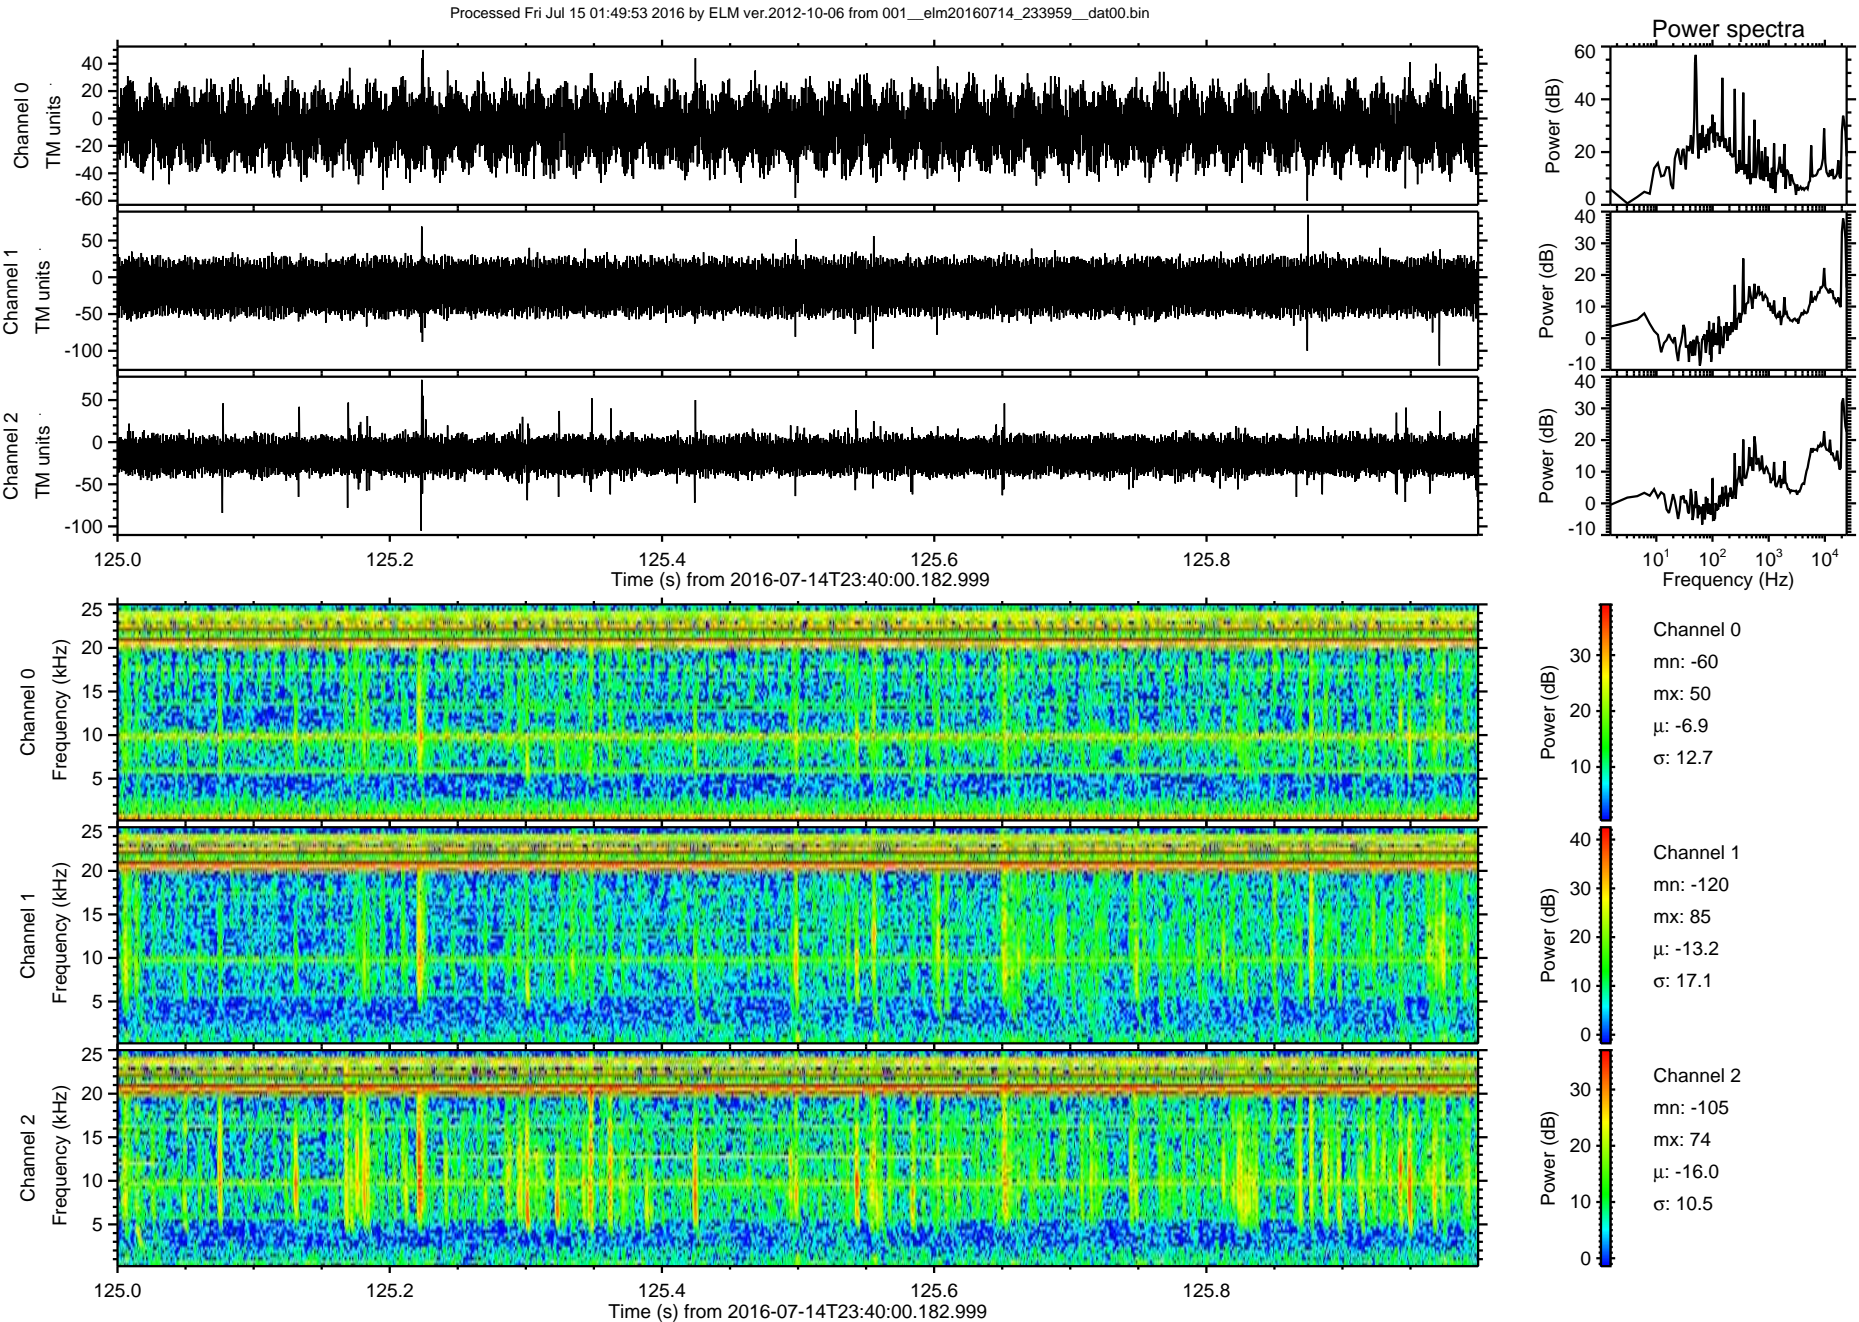 Processed Fri Jul 15 01:49:53 2016 by ELM ver.2012-10-06 from 001__elm20160714_233959__dat00.bin
Power spectra
Channel 0
TM units
40
20
0
-20
-40
-60
Power (dB)
60
40
20
0
Channel 1
TM units
50
0
-50
-100
Power (dB)
40
30
20
10
0
-10
Channel 2
TM units
50
0
-50
-100
Power (dB)
40
30
20
10
0
-10
125.0 125.2 125.4 125.6 125.8
Time (s) from 2016-07-14T23:40:00.182.999
10¹ 10² 10³ 10⁴
Frequency (Hz)
Channel 0
Frequency (kHz)
25
20
15
10
5
Power (dB)
30
20
10
Channel 0
mn: -60
mx: 50
μ: -6.9
σ: 12.7
Channel 1
Frequency (kHz)
25
20
15
10
5
Power (dB)
40
30
20
10
0
Channel 1
mn: -120
mx: 85
μ: -13.2
σ: 17.1
Channel 2
Frequency (kHz)
25
20
15
10
5
Power (dB)
30
20
10
0
Channel 2
mn: -105
mx: 74
μ: -16.0
σ: 10.5
125.0 125.2 125.4 125.6 125.8
Time (s) from 2016-07-14T23:40:00.182.999